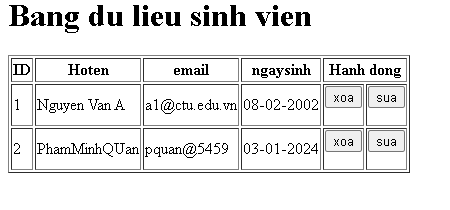 Bang du lieu sinh vien
ID Hoten email ngaysinh Hanh dong
1 Nguyen Van A a1@ctu.edu.vn 08-02-2002 xoa sua
2 PhamMinhQUan pquan@5459 03-01-2024 xoa sua